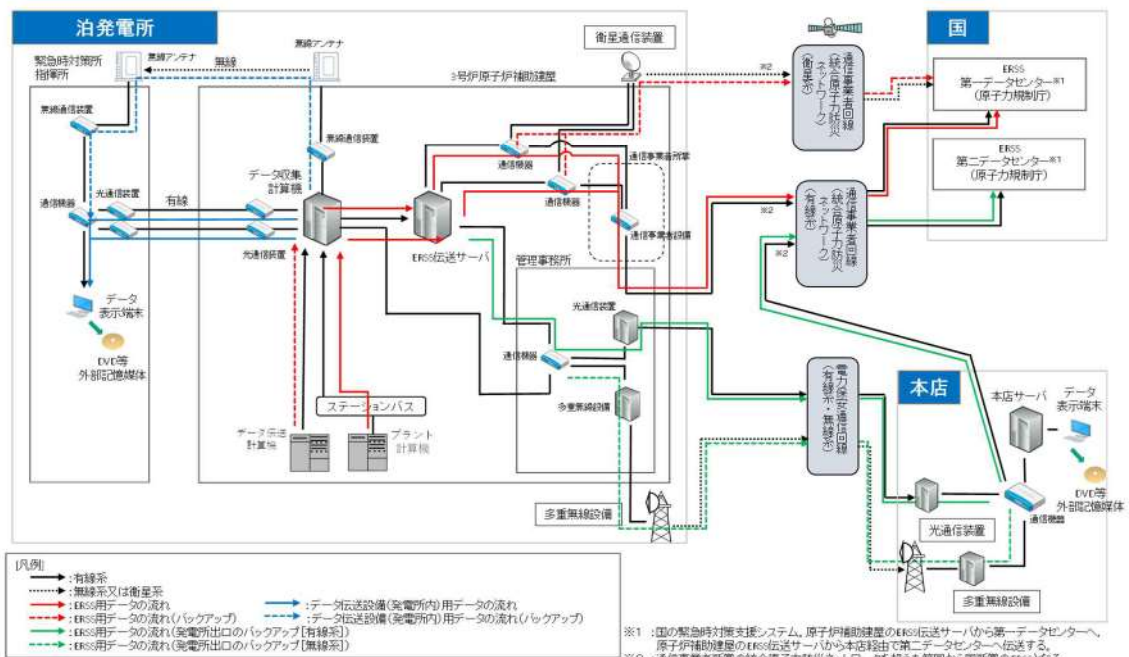 泊発電所
緊急時対策所
指揮所
無線アンテナ
無線
無線アンテナ
3号炉原子炉補助建屋
衛星通信装置
無線通信装置
無線通信装置
通信機器
光通信装置
有線
データ収集
計算機
光通信装置
ERSS伝送サーバ
通信機器
通信機器
通信事業者所掌
通信事業者設備
データ
表示端末
DVD等
外部記憶媒体
ステーションバス
データ伝送
計算機
プラント
計算機
管理事務所
光通信装置
通信機器
多重無線設備
多重無線設備
※2
※2
※2
通信事業者回線
(統合原子力防災
ネットワーク)
(衛星系)
通信事業者回線
(統合原子力防災
ネットワーク)
(有線系)
電力保安通信回線
(有線系・無線系)
国
ERSS
第一データセンター※1
(原子力規制庁)
ERSS
第二データセンター※1
(原子力規制庁)
本店
本店サーバ
データ
表示端末
DVD等
外部記憶媒体
通信機器
光通信装置
多重無線設備
[凡例]
:有線系
:無線系又は衛星系
:ERSS用データの流れ
:ERSS用データの流れ(バックアップ)
:ERSS用データの流れ(発電所出口のバックアップ[有線系])
:ERSS用データの流れ(発電所出口のバックアップ[無線系])
:データ伝送設備(発電所内)用データの流れ
:データ伝送設備(発電所内)用データの流れ(バックアップ)
※1 :国の緊急時対策支援システム。原子炉補助建屋のERSS伝送サーバから第一データセンターへ、
原子炉補助建屋のERSS伝送サーバから本店経由で第二データセンターへ伝送する。